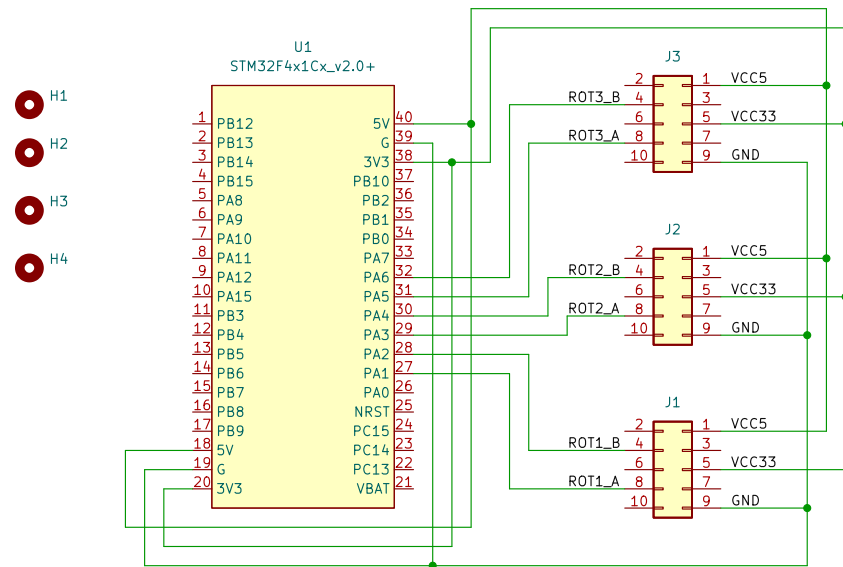 U1
STM32F4x1Cx_v2.0+
H1
H2
H3
H4
1 PB12
2 PB13
3 PB14
4 PB15
5 PA8
6 PA9
7 PA10
8 PA11
9 PA12
10 PA15
11 PB3
12 PB4
13 PB5
14 PB6
15 PB7
16 PB8
17 PB9
18 5V
19 G
20 3V3
5V 40
G 39
3V3 38
PB10 37
PB2 36
PB1 35
PB0 34
PA7 33
PA6 32
PA5 31
PA4 30
PA3 29
PA2 28
PA1 27
PA0 26
NRST 25
PC15 24
PC14 23
PC13 22
VBAT 21
J3
2 1 VCC5
ROT3_B 4 3
6 5 VCC33
ROT3_A 8 7
10 9 GND
J2
2 1 VCC5
ROT2_B 4 3
6 5 VCC33
ROT2_A 8 7
10 9 GND
J1
2 1 VCC5
ROT1_B 4 3
6 5 VCC33
ROT1_A 8 7
10 9 GND